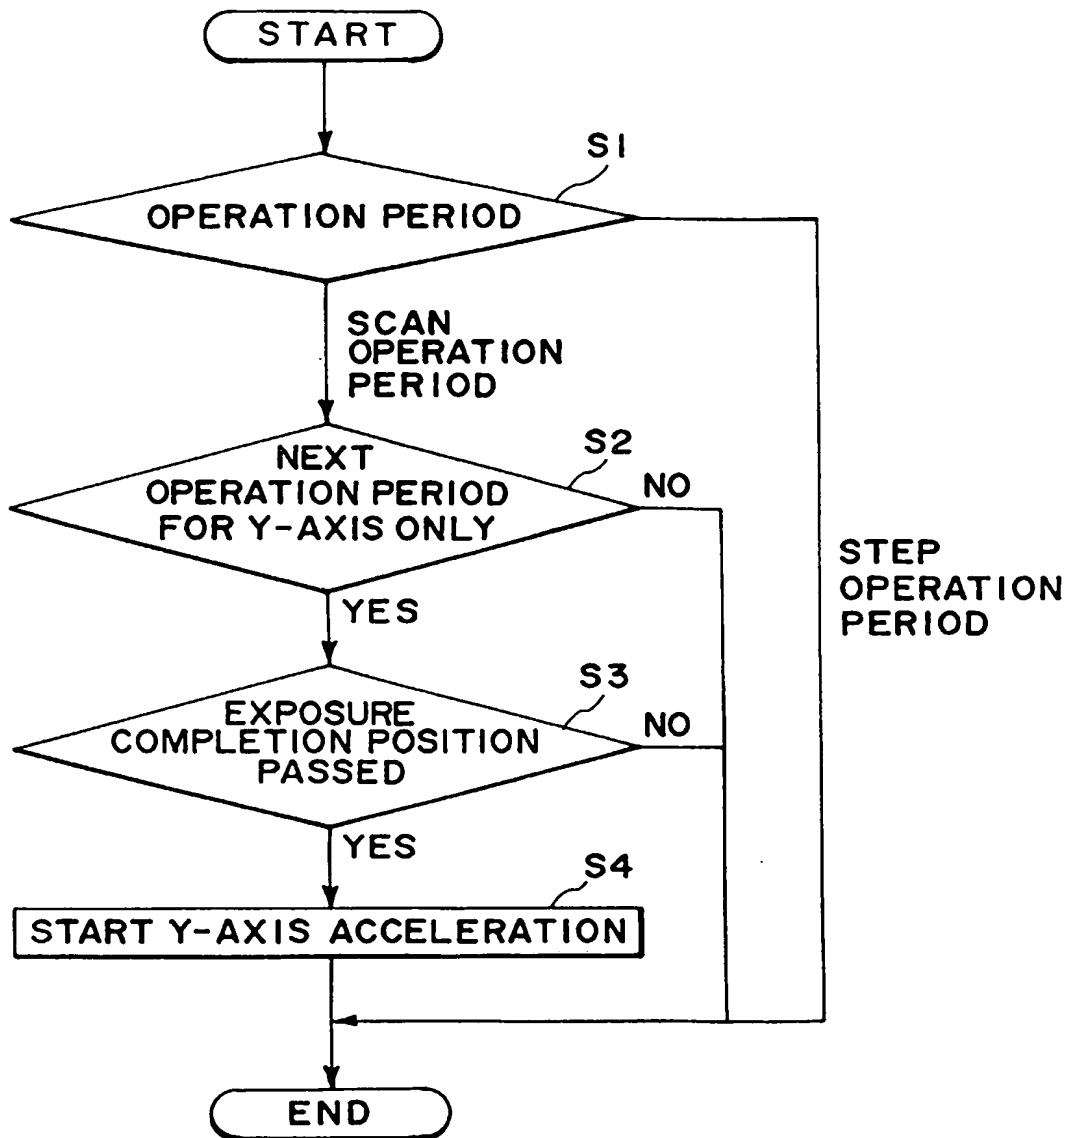 START
S1
OPERATION PERIOD
SCAN
OPERATION
PERIOD
S2
NEXT
OPERATION PERIOD
FOR Y-AXIS ONLY
NO
STEP
OPERATION
PERIOD
YES
S3
EXPOSURE
COMPLETION POSITION
PASSED
NO
YES
S4
START Y-AXIS ACCELERATION
END